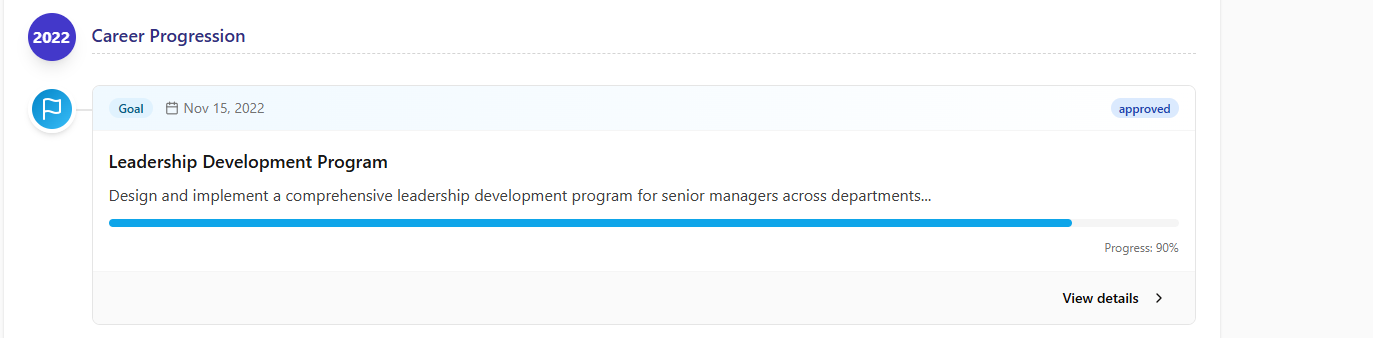 2022 Career Progression
Goal Nov 15, 2022 approved
Leadership Development Program
Design and implement a comprehensive leadership development program for senior managers across departments...
Progress: 90%
View details